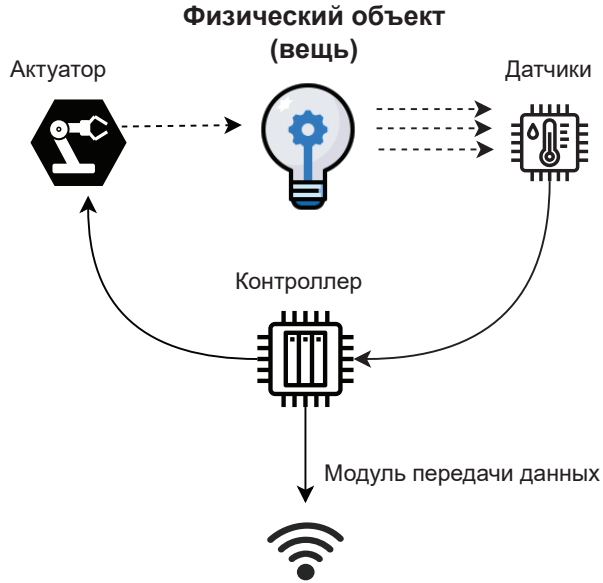 Физический объект
(вещь)
Актуатор
Датчики
Контроллер
Модуль передачи данных